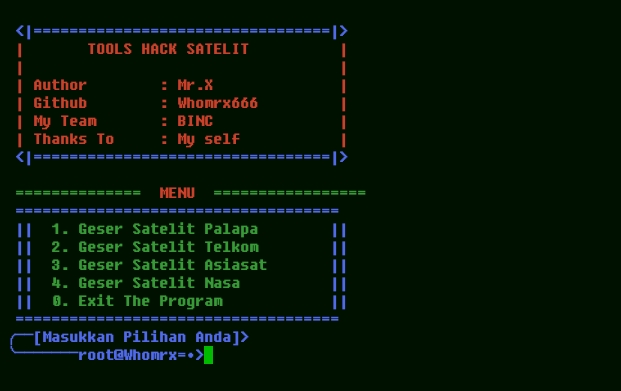 <|=================================|>
| TOOLS HACK SATELIT |
| |
| Author : Mr.X |
| Github : Whomrx666 |
| My Team : BINC |
| Thanks To : My self |
<|=================================|>
============== MENU =================
====================================
|| 1. Geser Satelit Palapa ||
|| 2. Geser Satelit Telkom ||
|| 3. Geser Satelit Asiasat ||
|| 4. Geser Satelit Nasa ||
|| 0. Exit The Program ||
====================================
╭──[Masukkan Pilihan Anda]>
╰───────root@Whomrx=•>